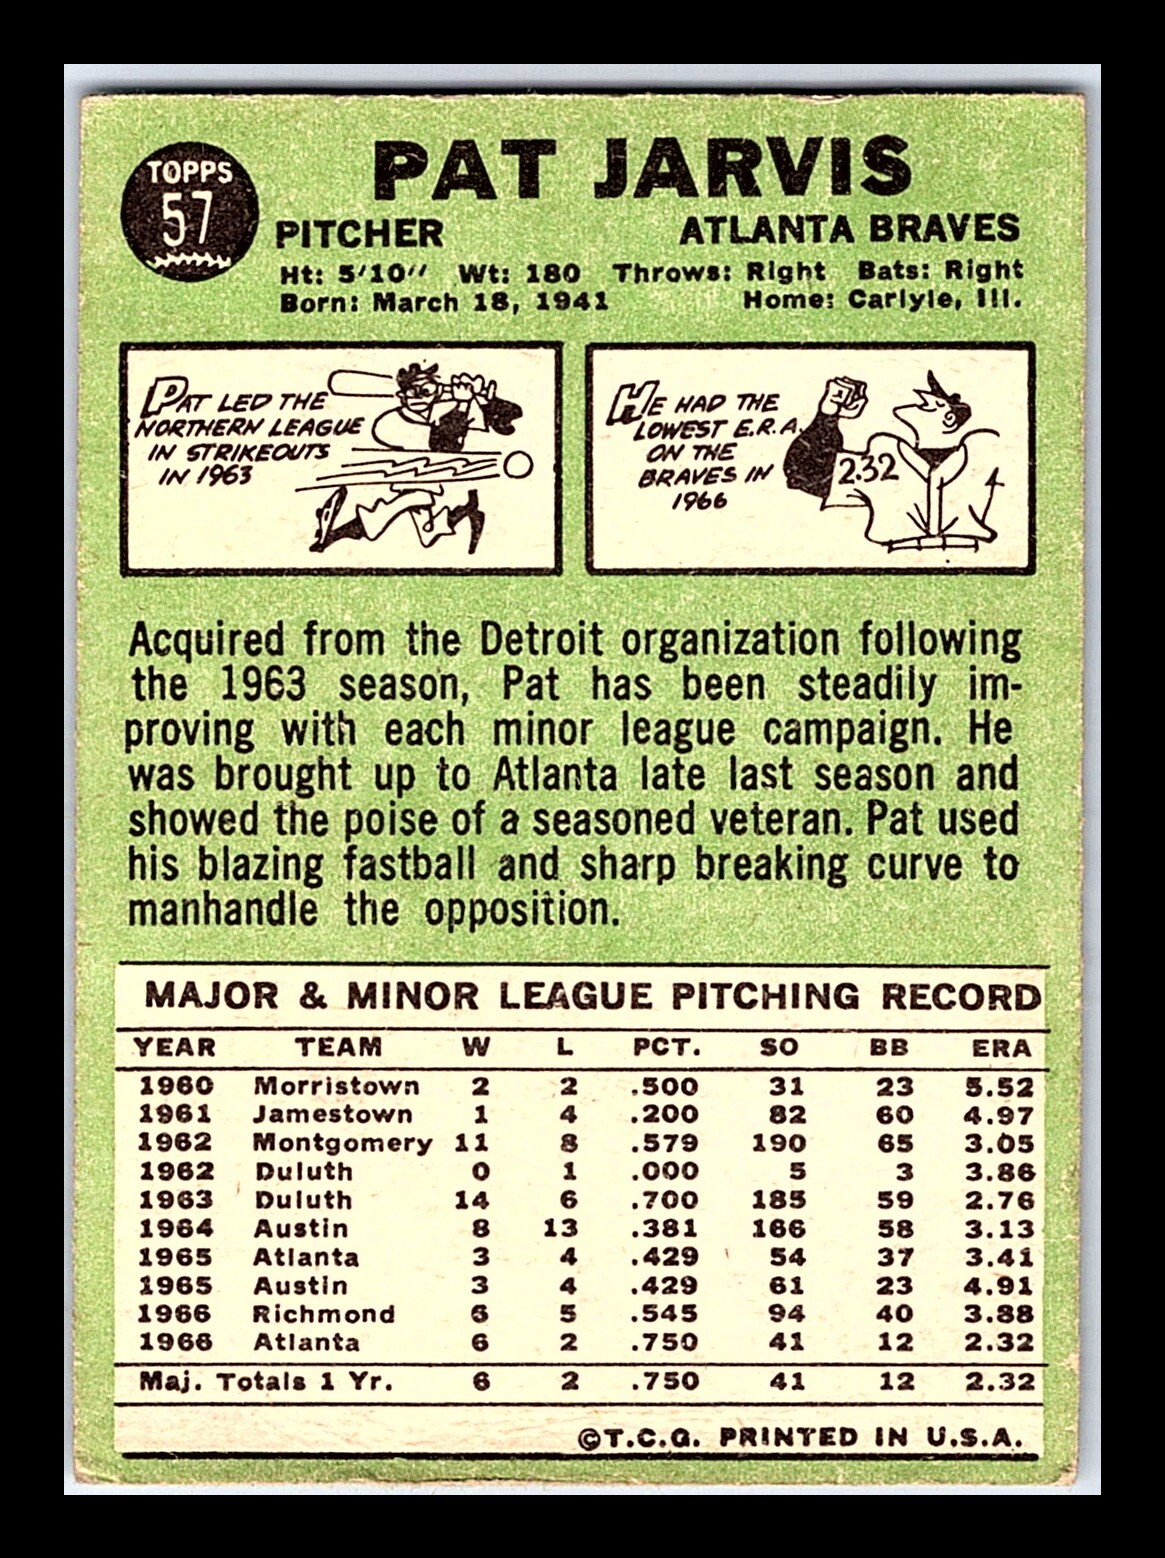 TOPPS
57
PAT JARVIS
PITCHER ATLANTA BRAVES
Ht: 5'10" Wt: 180 Throws: Right Bats: Right
Born: March 18, 1941 Home: Carlyle, Ill.
PAT LED THE
NORTHERN LEAGUE
IN STRIKEOUTS
IN 1963
HE HAD THE
LOWEST E.R.A.
ON THE
BRAVES IN
1966
2.32
Acquired from the Detroit organization following
the 1963 season, Pat has been steadily im-
proving with each minor league campaign. He
was brought up to Atlanta late last season and
showed the poise of a seasoned veteran. Pat used
his blazing fastball and sharp breaking curve to
manhandle the opposition.
MAJOR & MINOR LEAGUE PITCHING RECORD
YEAR TEAM W L PCT. SO BB ERA
1960 Morristown 2 2 .500 31 23 5.52
1961 Jamestown 1 4 .200 82 60 4.97
1962 Montgomery 11 8 .579 190 65 3.05
1962 Duluth 0 1 .000 5 3 3.86
1963 Duluth 14 6 .700 185 59 2.76
1964 Austin 8 13 .381 166 58 3.13
1965 Atlanta 3 4 .429 54 37 3.41
1965 Austin 3 4 .429 61 23 4.91
1966 Richmond 6 5 .545 94 40 3.88
1966 Atlanta 6 2 .750 41 12 2.32
Maj. Totals 1 Yr. 6 2 .750 41 12 2.32
©T.C.G. PRINTED IN U.S.A.